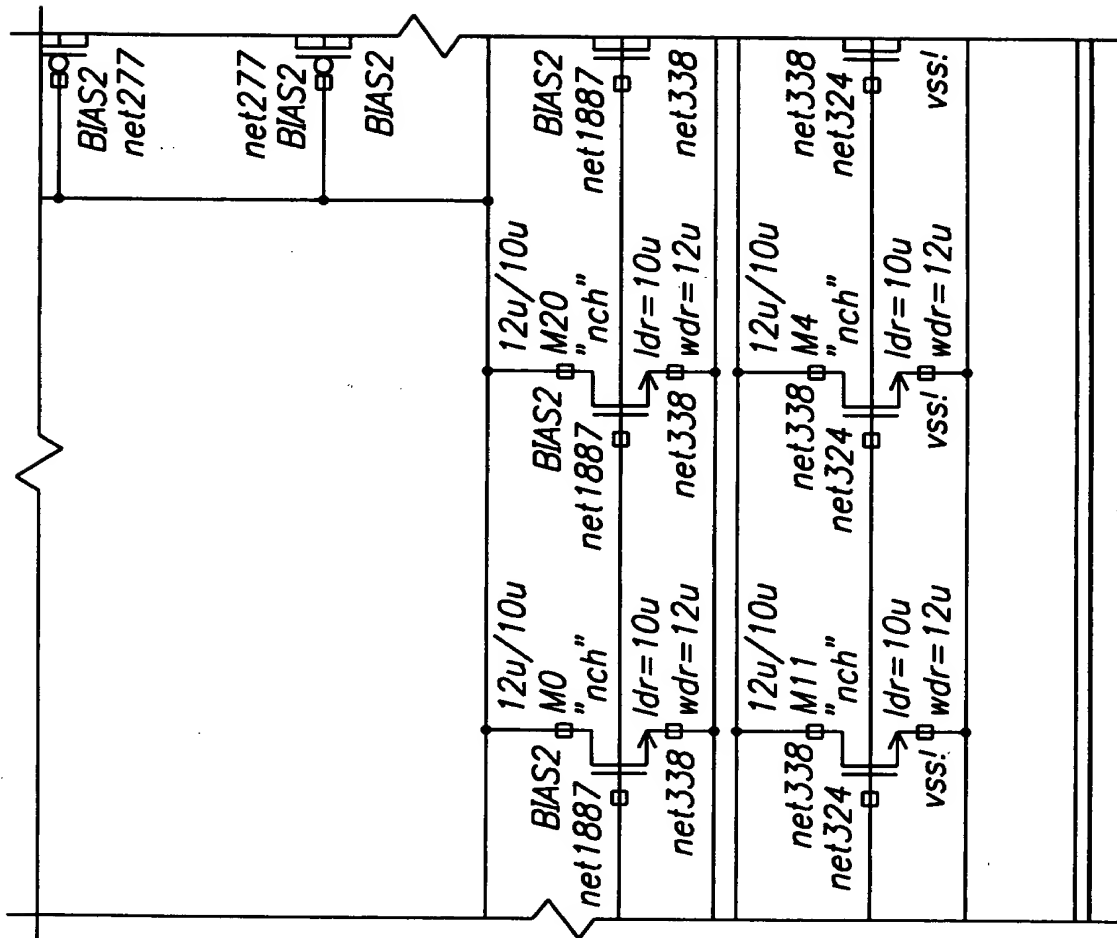 BIAS2
net277
net277
BIAS2
BIAS2
BIAS2
net1887
net338
net338
net324
vss!
12u/10u
M20
"nch"
ldr=10u
wdr=12u
BIAS2
net1887
net338
12u/10u
M4
"nch"
ldr=10u
wdr=12u
net338
net324
vss!
12u/10u
M0
"nch"
ldr=10u
wdr=12u
BIAS2
net1887
net338
12u/10u
M11
"nch"
ldr=10u
wdr=12u
net338
net324
vss!